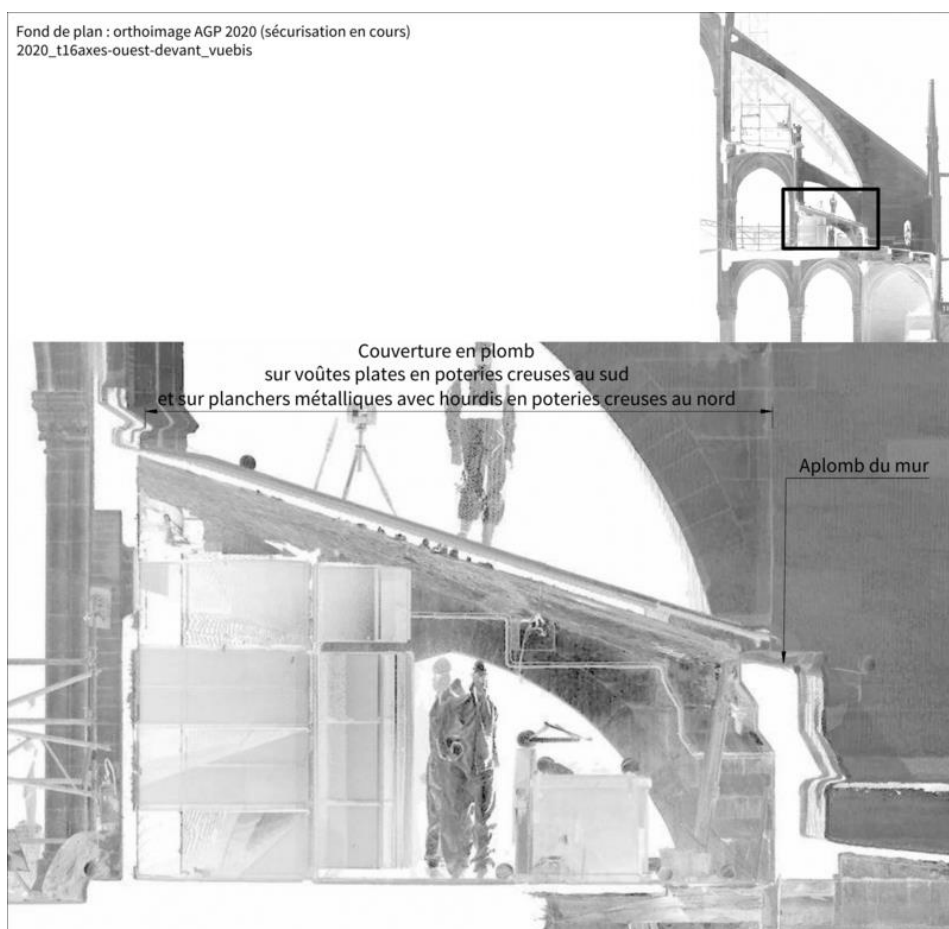 Fond de plan : orthoimage AGP 2020 (sécurisation en cours)
2020_t16axes-ouest-devant_vuebis
Couverture en plomb
sur voûtes plates en poteries creuses au sud
et sur planchers métalliques avec hourdis en poteries creuses au nord
Aplomb du mur